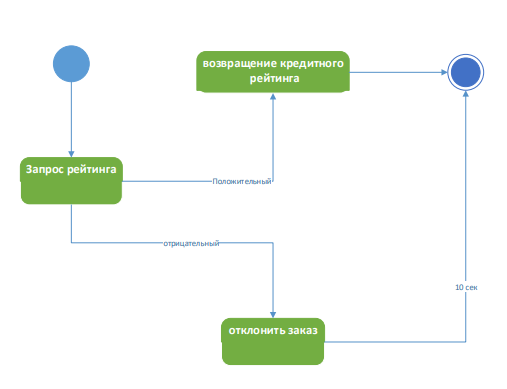 возвращение кредитного
рейтинга
Запрос рейтинга
Положительный
отрицательный
10 сек
отклонить заказ